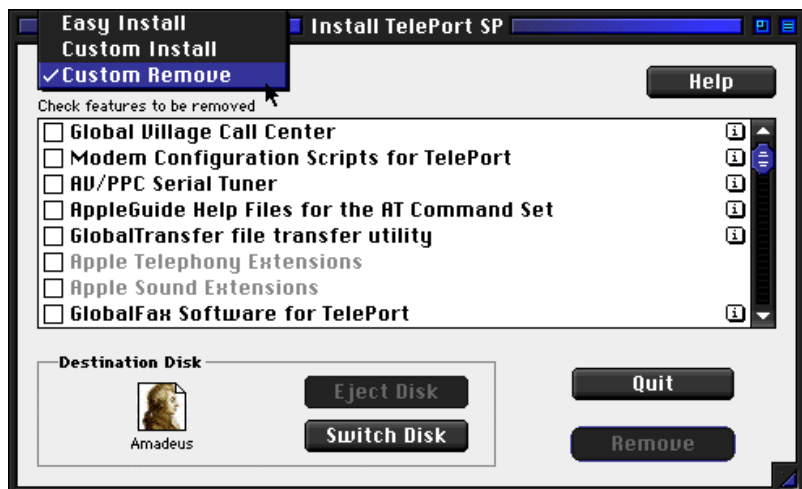 Easy Install
Install TelePort SP
Custom Install
✓Custom Remove
Help
Check features to be removed
Global Village Call Center
Modem Configuration Scripts for TelePort
AV/PPC Serial Tuner
AppleGuide Help Files for the AT Command Set
GlobalTransfer file transfer utility
Apple Telephony Extensions
Apple Sound Extensions
GlobalFax Software for TelePort
Destination Disk
Eject Disk
Quit
Amadeus
Switch Disk
Remove